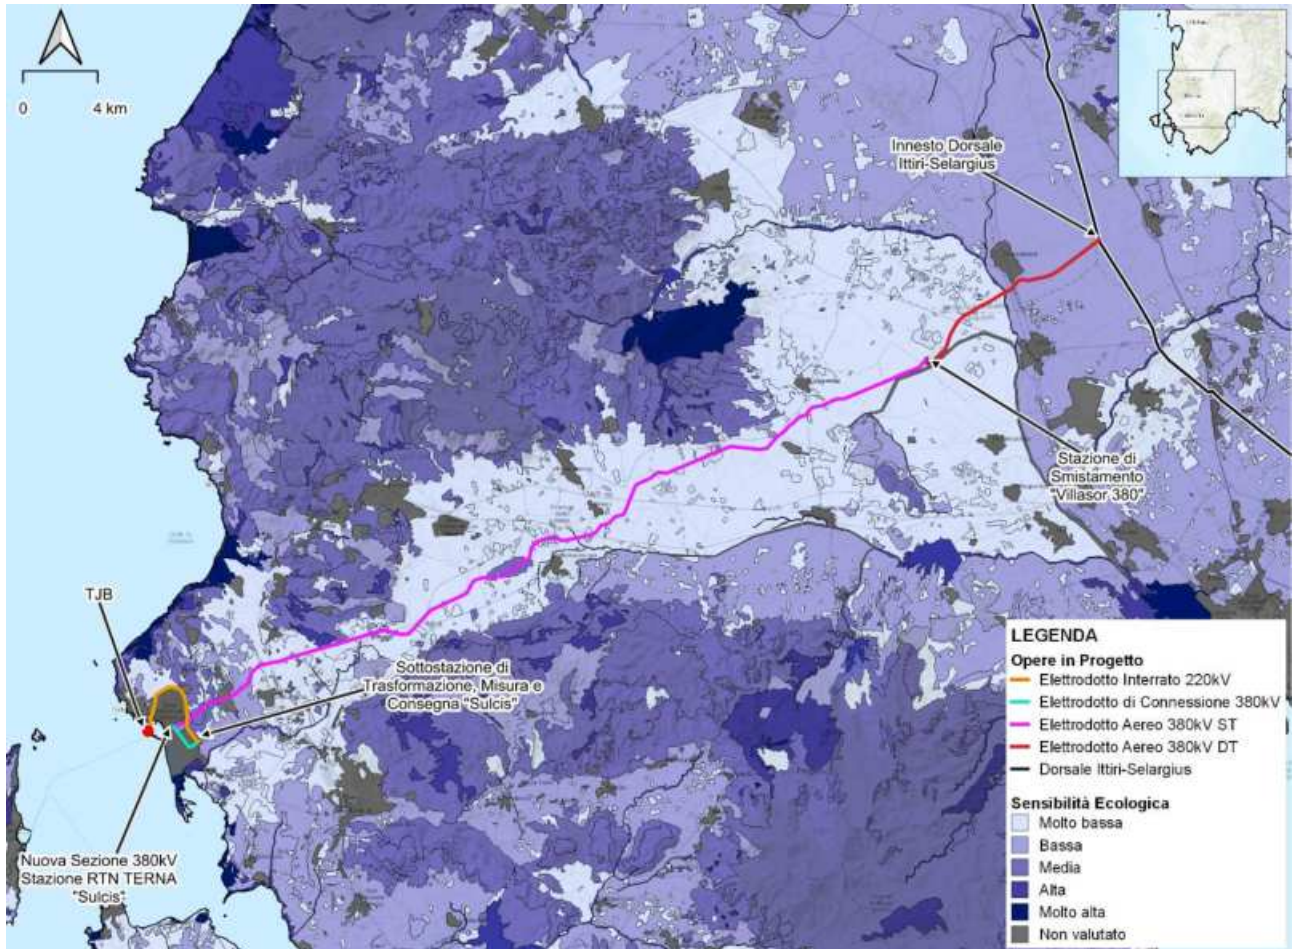 0 4 km
Innesto Dorsale
Ittiri-Selargius
Stazione di
Smistamento
"Villasor 380"
TJB
Sottostazione di
Trasformazione, Misura e
Consegna "Sulcis"
Nuova Sezione 380kV
Stazione RTN TERNA
"Sulcis"
LEGENDA
Opere in Progetto
Elettrodotto Interrato 220kV
Elettrodotto di Connessione 380kV
Elettrodotto Aereo 380kV ST
Elettrodotto Aereo 380kV DT
Dorsale Ittiri-Selargius
Sensibilità Ecologica
Molto bassa
Bassa
Media
Alta
Molto alta
Non valutato